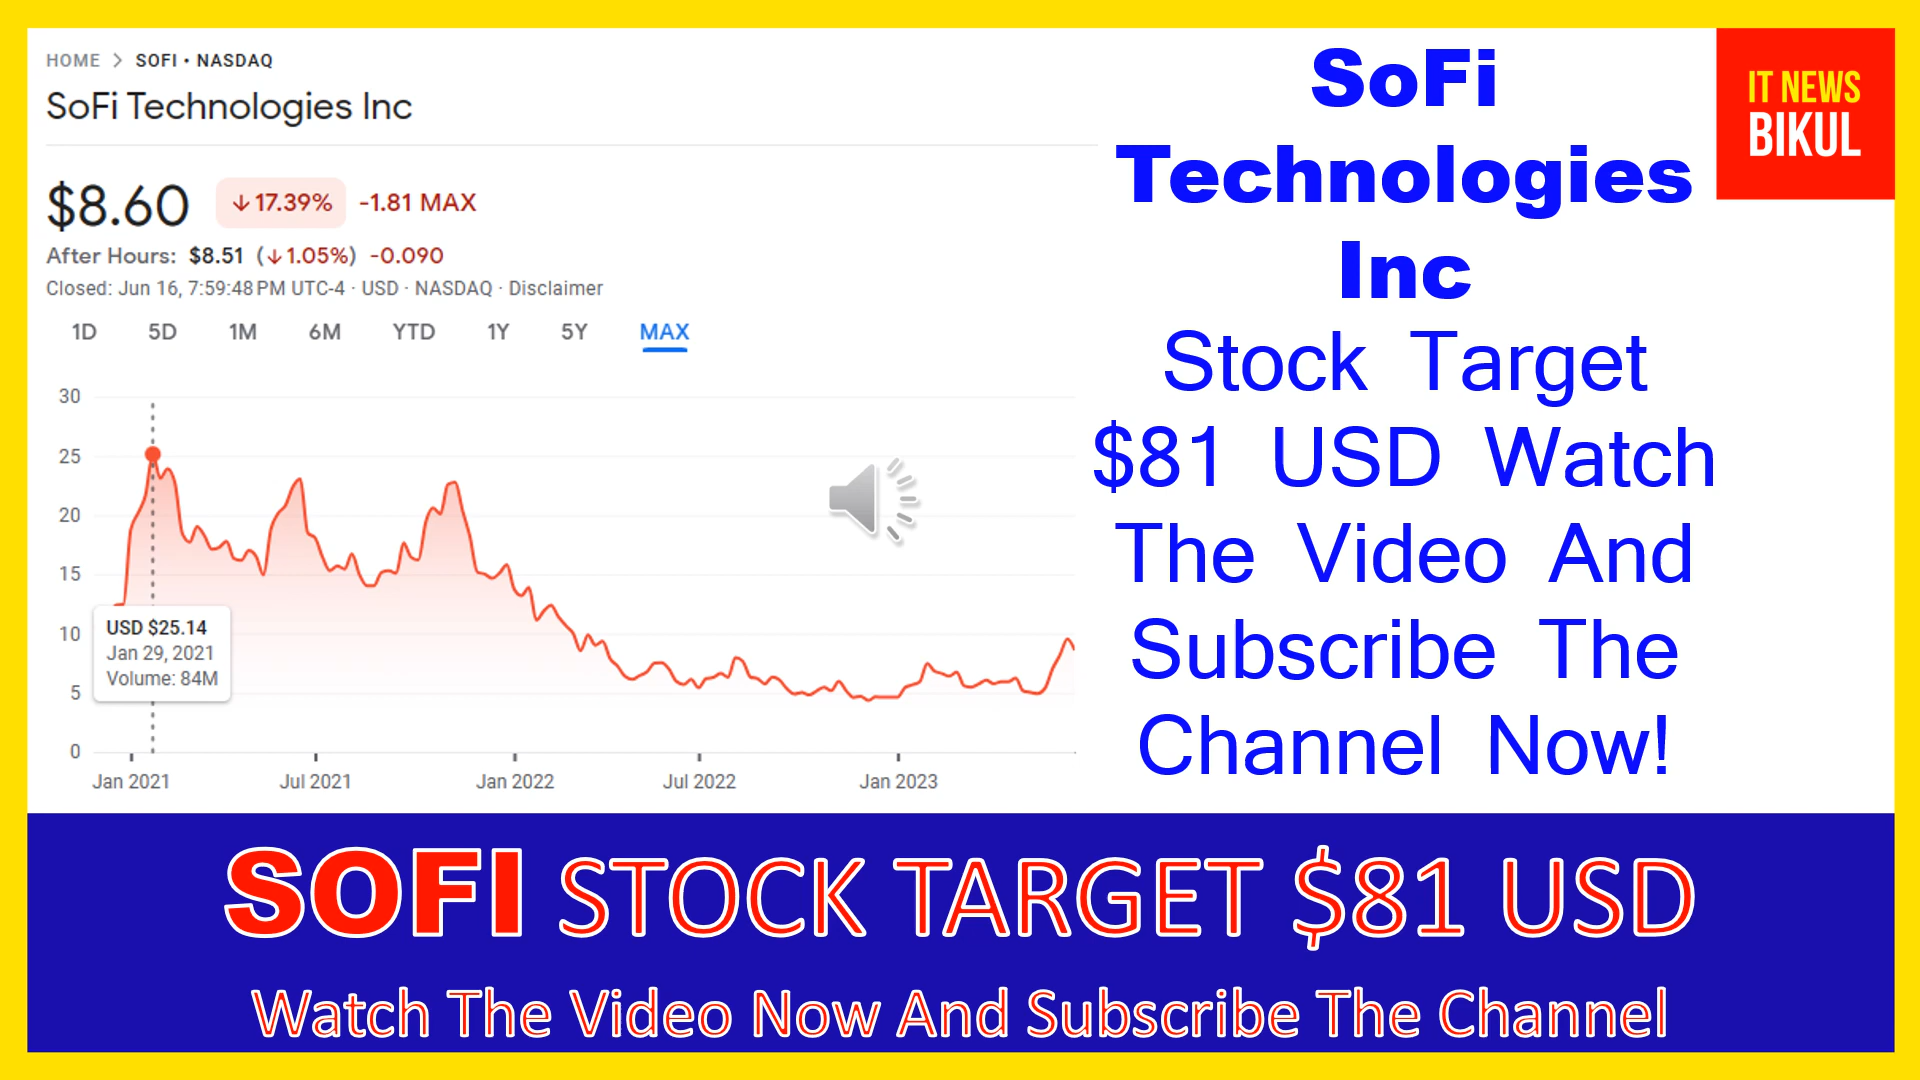 HOME > SOFI • NASDAQ
SoFi Technologies Inc
$8.60 ↓17.39% -1.81 MAX
After Hours: $8.51 (↓1.05%) -0.090
Closed: Jun 16, 7:59:48 PM UTC-4 · USD · NASDAQ · Disclaimer
1D 5D 1M 6M YTD 1Y 5Y MAX
30
25
20
15
10
5
0
USD $25.14
Jan 29, 2021
Volume: 84M
Jan 2021 Jul 2021 Jan 2022 Jul 2022 Jan 2023
SoFi
Technologies
Inc
Stock Target
$81 USD Watch
The Video And
Subscribe The
Channel Now!
IT NEWS
BIKUL
SOFI STOCK TARGET $81 USD
Watch The Video Now And Subscribe The Channel